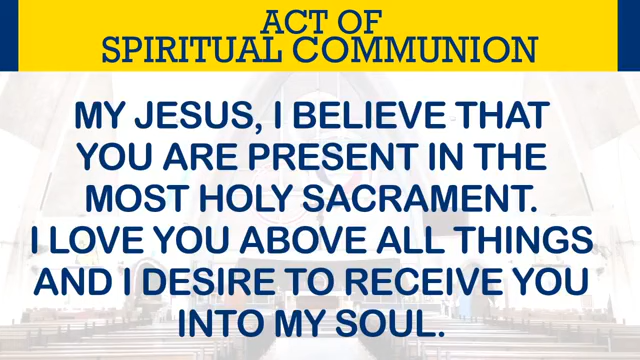 ACT OF
SPIRITUAL COMMUNION
MY JESUS, I BELIEVE THAT
YOU ARE PRESENT IN THE
MOST HOLY SACRAMENT.
I LOVE YOU ABOVE ALL THINGS
AND I DESIRE TO RECEIVE YOU
INTO MY SOUL.